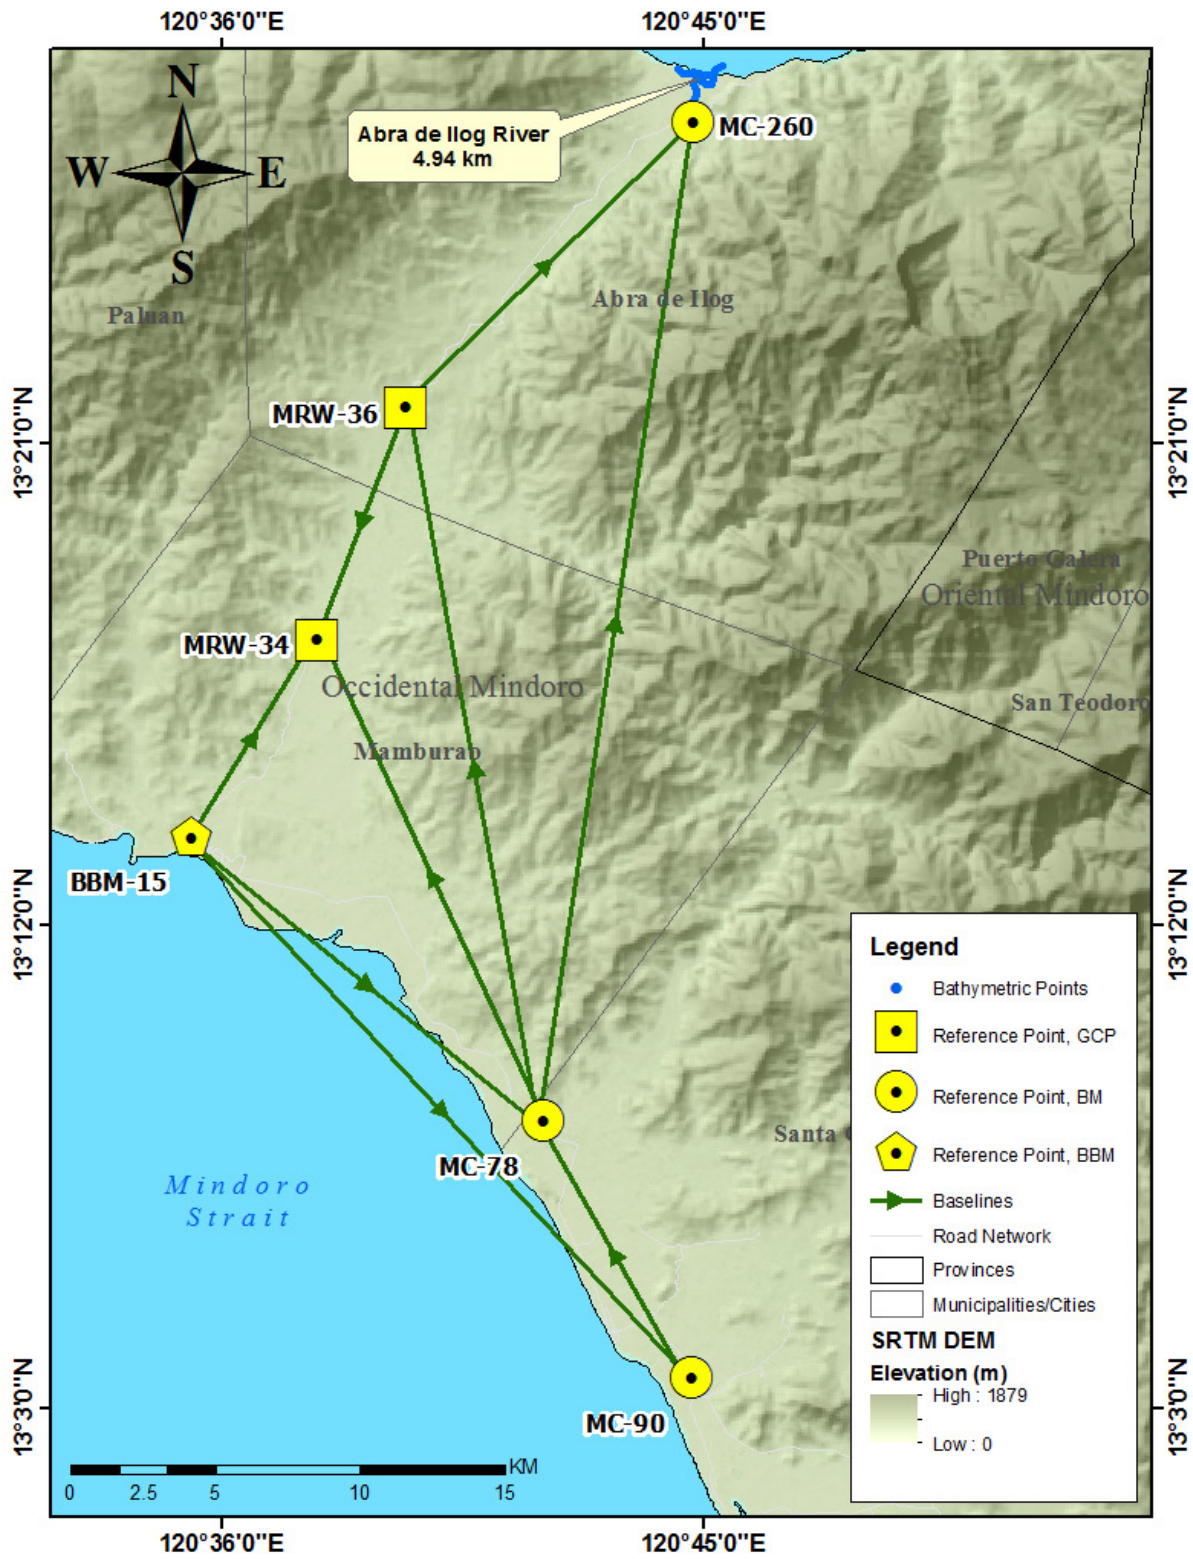 120°36'0"E 120°45'0"E
N
W E
S
Abra de Ilog River
4.94 km
MC-260
Paluan
Abra de Ilog
MRW-36
13°21'0"N 13°21'0"N
Puerto Galera
Oriental Mindoro
MRW-34
Occidental Mindoro
San Teodoro
Mamburao
BBM-15
13°12'0"N 13°12'0"N
Legend
Bathymetric Points
Reference Point, GCP
Reference Point, BM
Reference Point, BBM
Baselines
Road Network
Provinces
Municipalities/Cities
SRTM DEM
Elevation (m)
High : 1879
Low : 0
Santa
MC-78
Mindoro
Strait
MC-90
13°3'0"N 13°3'0"N
KM
0 2.5 5 10 15
120°36'0"E 120°45'0"E